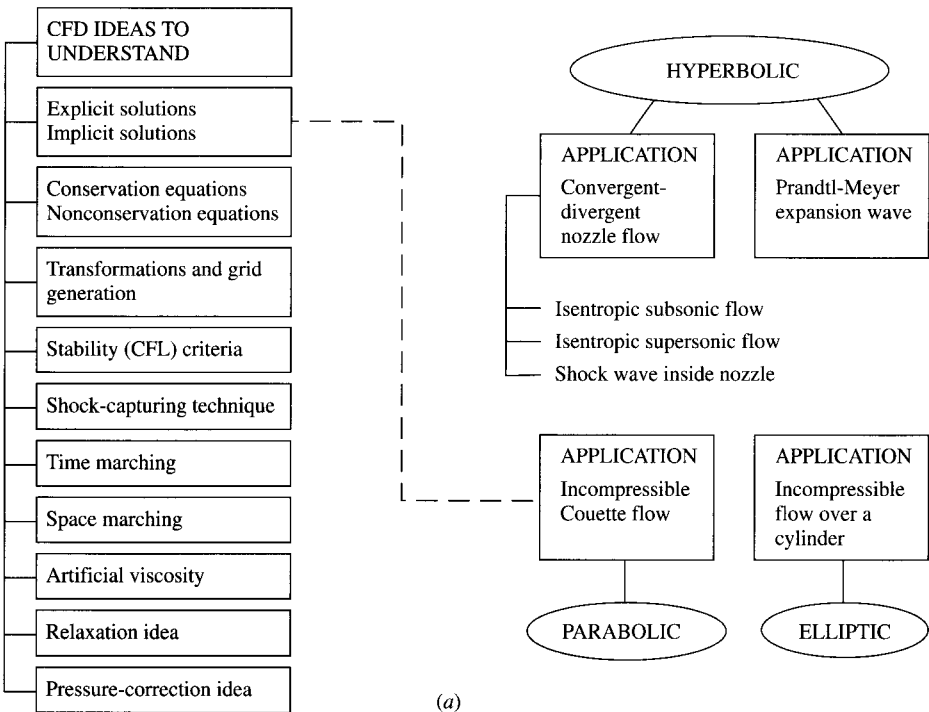 CFD IDEAS TO
UNDERSTAND
Explicit solutions
Implicit solutions
Conservation equations
Nonconservation equations
Transformations and grid
generation
Stability (CFL) criteria
Shock-capturing technique
Time marching
Space marching
Artificial viscosity
Relaxation idea
Pressure-correction idea
HYPERBOLIC
APPLICATION
Convergent-
divergent
nozzle flow
APPLICATION
Prandtl-Meyer
expansion wave
Isentropic subsonic flow
Isentropic supersonic flow
Shock wave inside nozzle
APPLICATION
Incompressible
Couette flow
APPLICATION
Incompressible
flow over a
cylinder
PARABOLIC
ELLIPTIC
(a)